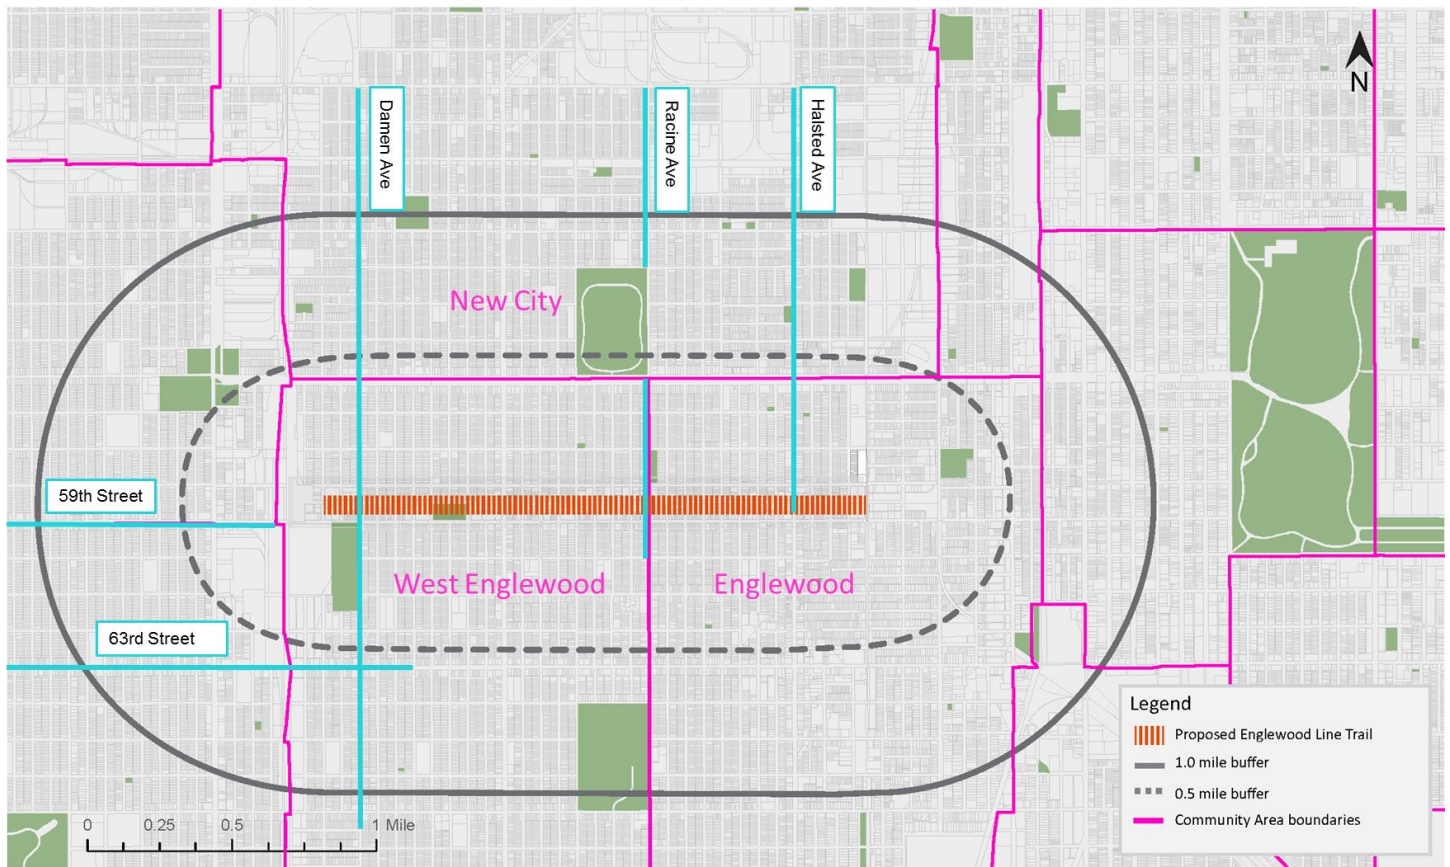 Damen Ave
Racine Ave
Halsted Ave
N
New City
59th Street
West Englewood
Englewood
63rd Street
Legend
Proposed Englewood Line Trail
1.0 mile buffer
0.5 mile buffer
Community Area boundaries
0 0.25 0.5 1 Mile